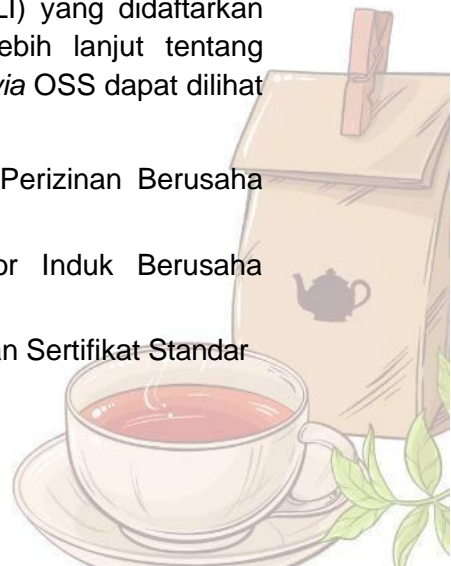 LI) yang didaftarkan
ebih lanjut tentang
via OSS dapat dilihat
Perizinan Berusaha
or Induk Berusaha
an Sertifikat Standar